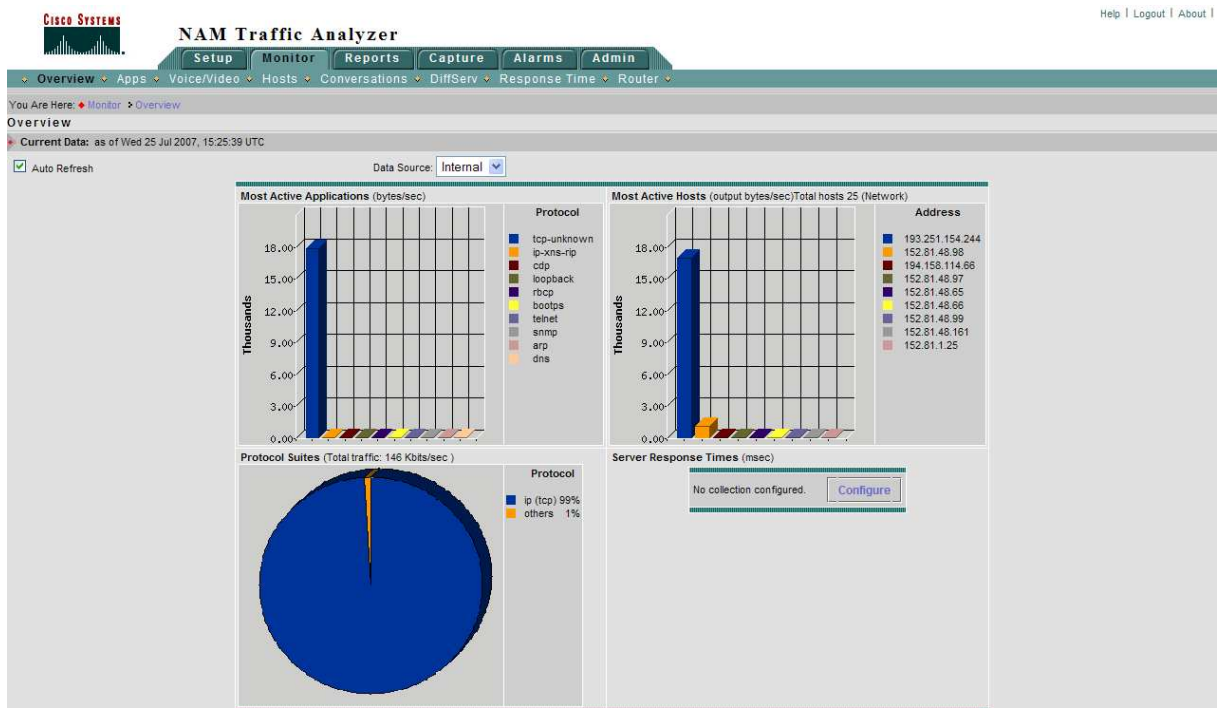 Help | Logout | About |
CISCO SYSTEMS
NAM Traffic Analyzer
Setup Monitor Reports Capture Alarms Admin
Overview Apps Voice/Video Hosts Conversations DiffServ Response Time Router
You Are Here: Monitor > Overview
Overview
Current Data: as of Wed 25 Jul 2007, 15:25:39 UTC
Auto Refresh
Data Source: Internal
Most Active Applications (bytes/sec)
Thousands
18.00
15.00
12.00
9.00
6.00
3.00
0.00
Protocol
tcp-unknown
ip-xns-rip
cdp
loopback
rbcp
bootps
telnet
snmp
arp
dns
Most Active Hosts (output bytes/sec)Total hosts 25 (Network)
Thousands
18.00
15.00
12.00
9.00
6.00
3.00
0.00
Address
193.251.154.244
152.81.48.98
194.158.114.66
152.81.48.97
152.81.48.65
152.81.48.66
152.81.48.99
152.81.48.161
152.81.1.25
Protocol Suites (Total traffic: 146 Kbits/sec )
Protocol
ip (tcp) 99%
others 1%
Server Response Times (msec)
No collection configured. Configure